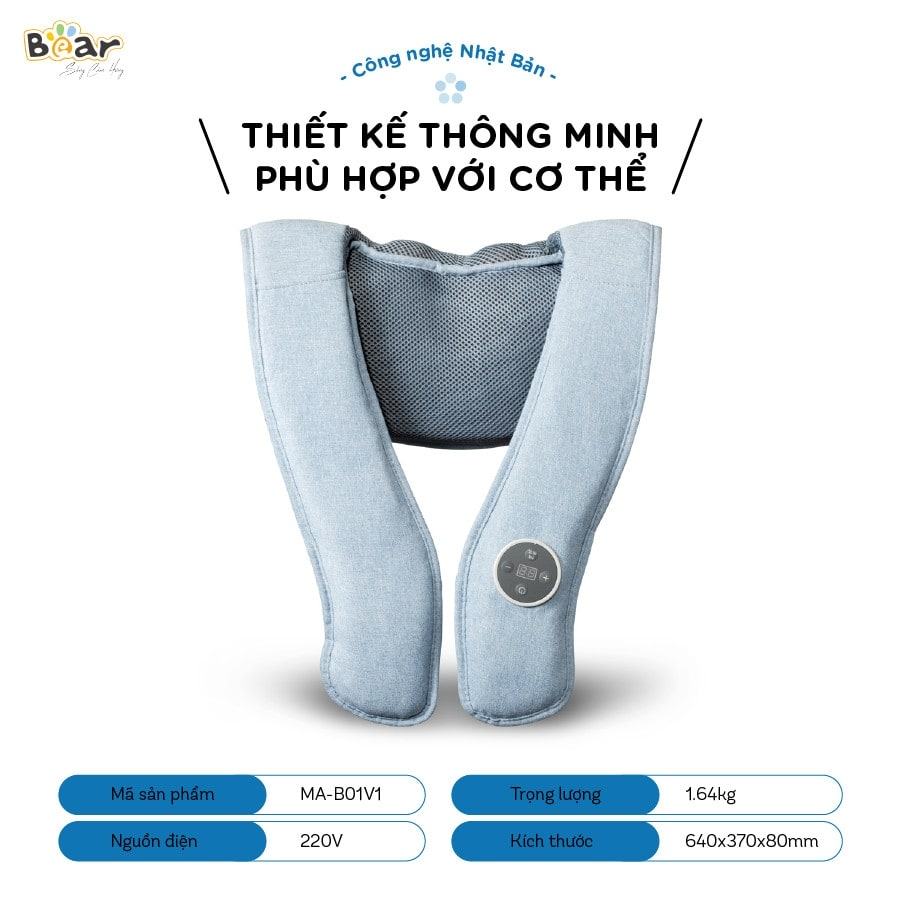 Bear
- Công nghệ Nhật Bản -
THIẾT KẾ THÔNG MINH
PHÙ HỢP VỚI CƠ THỂ
Mã sản phẩm MA-B01V1
Trọng lượng 1.64kg
Nguồn điện 220V
Kích thước 640x370x80mm